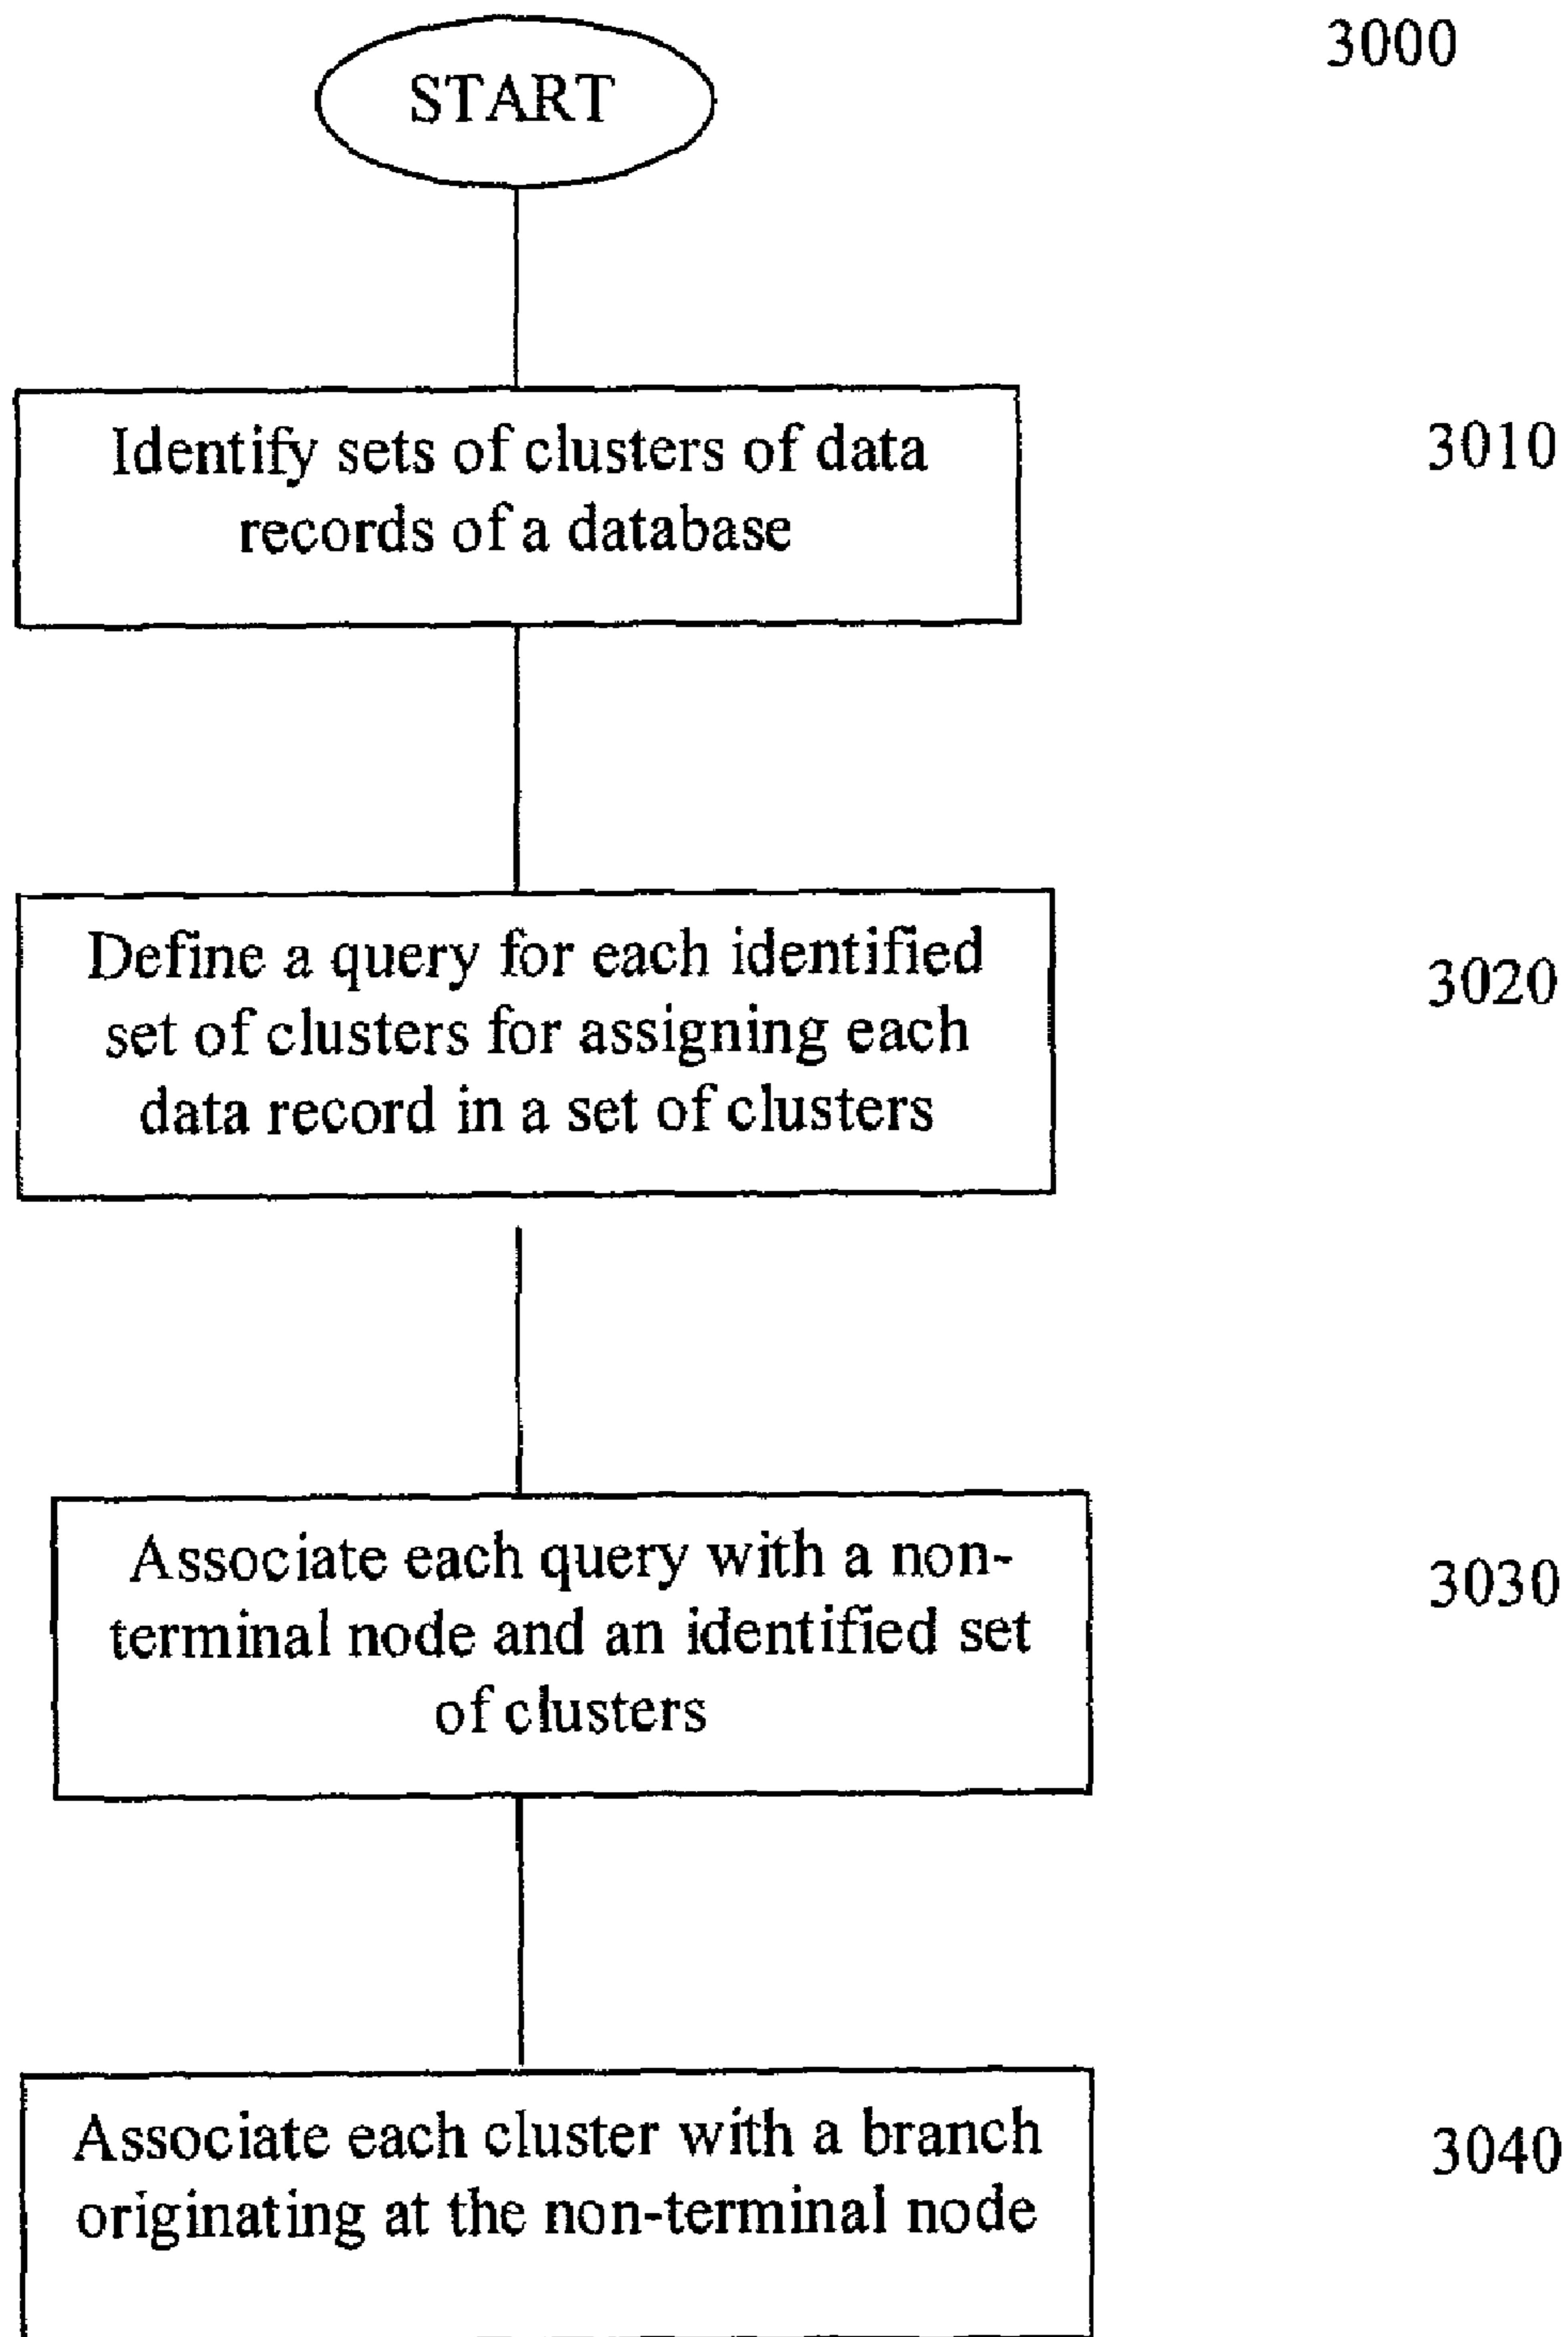 START
3000
Identify sets of clusters of data
records of a database
3010
Define a query for each identified
set of clusters for assigning each
data record in a set of clusters
3020
Associate each query with a non-
terminal node and an identified set
of clusters
3030
Associate each cluster with a branch
originating at the non-terminal node
3040